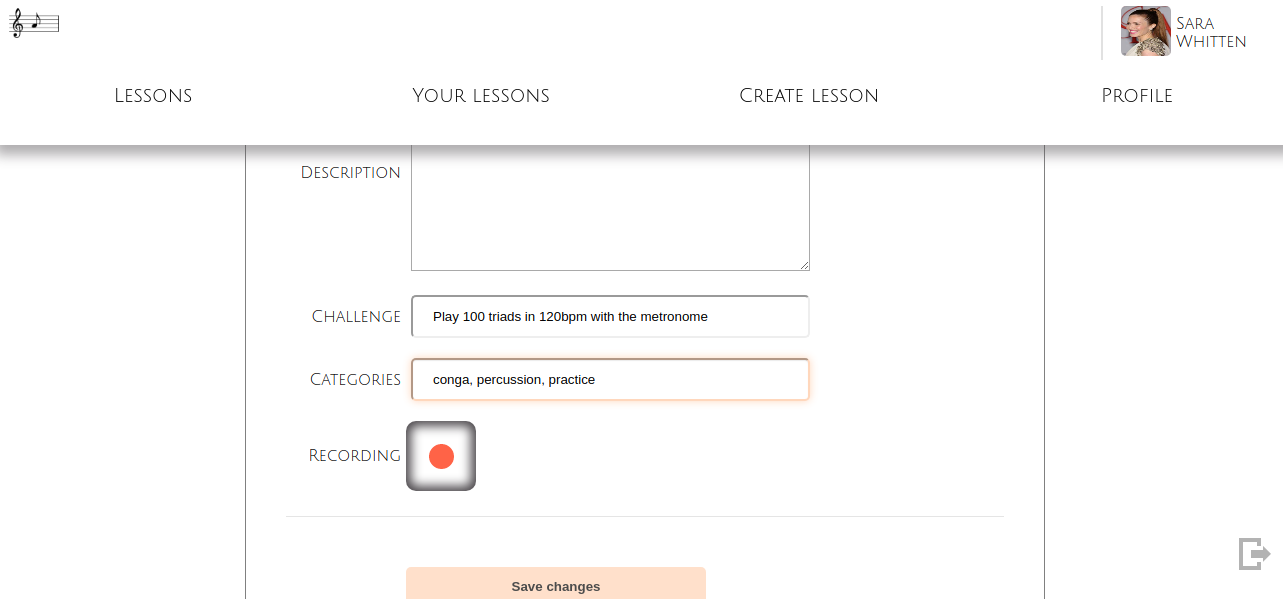 Sara
Whitten
Lessons
Your lessons
Create lesson
Profile
Description
Challenge
Play 100 triads in 120bpm with the metronome
Categories
conga, percussion, practice
Recording
Save changes